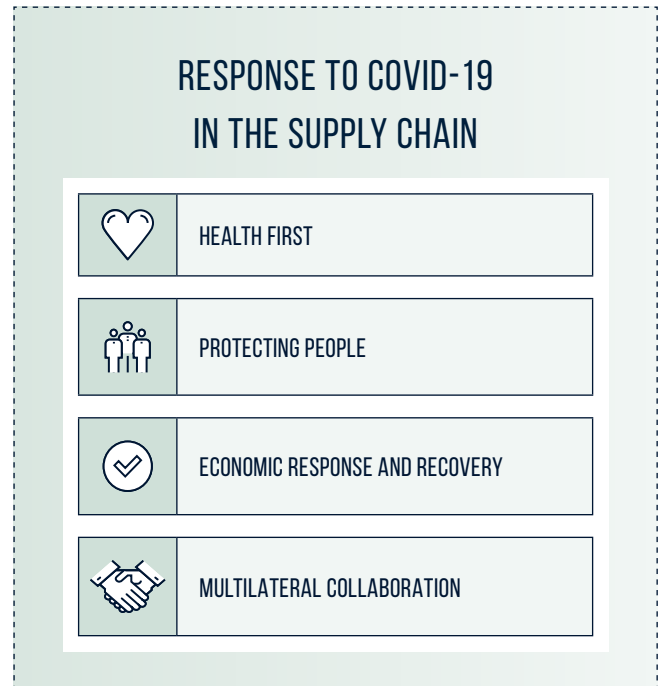 RESPONSE TO COVID-19
IN THE SUPPLY CHAIN
HEALTH FIRST
PROTECTING PEOPLE
ECONOMIC RESPONSE AND RECOVERY
MULTILATERAL COLLABORATION